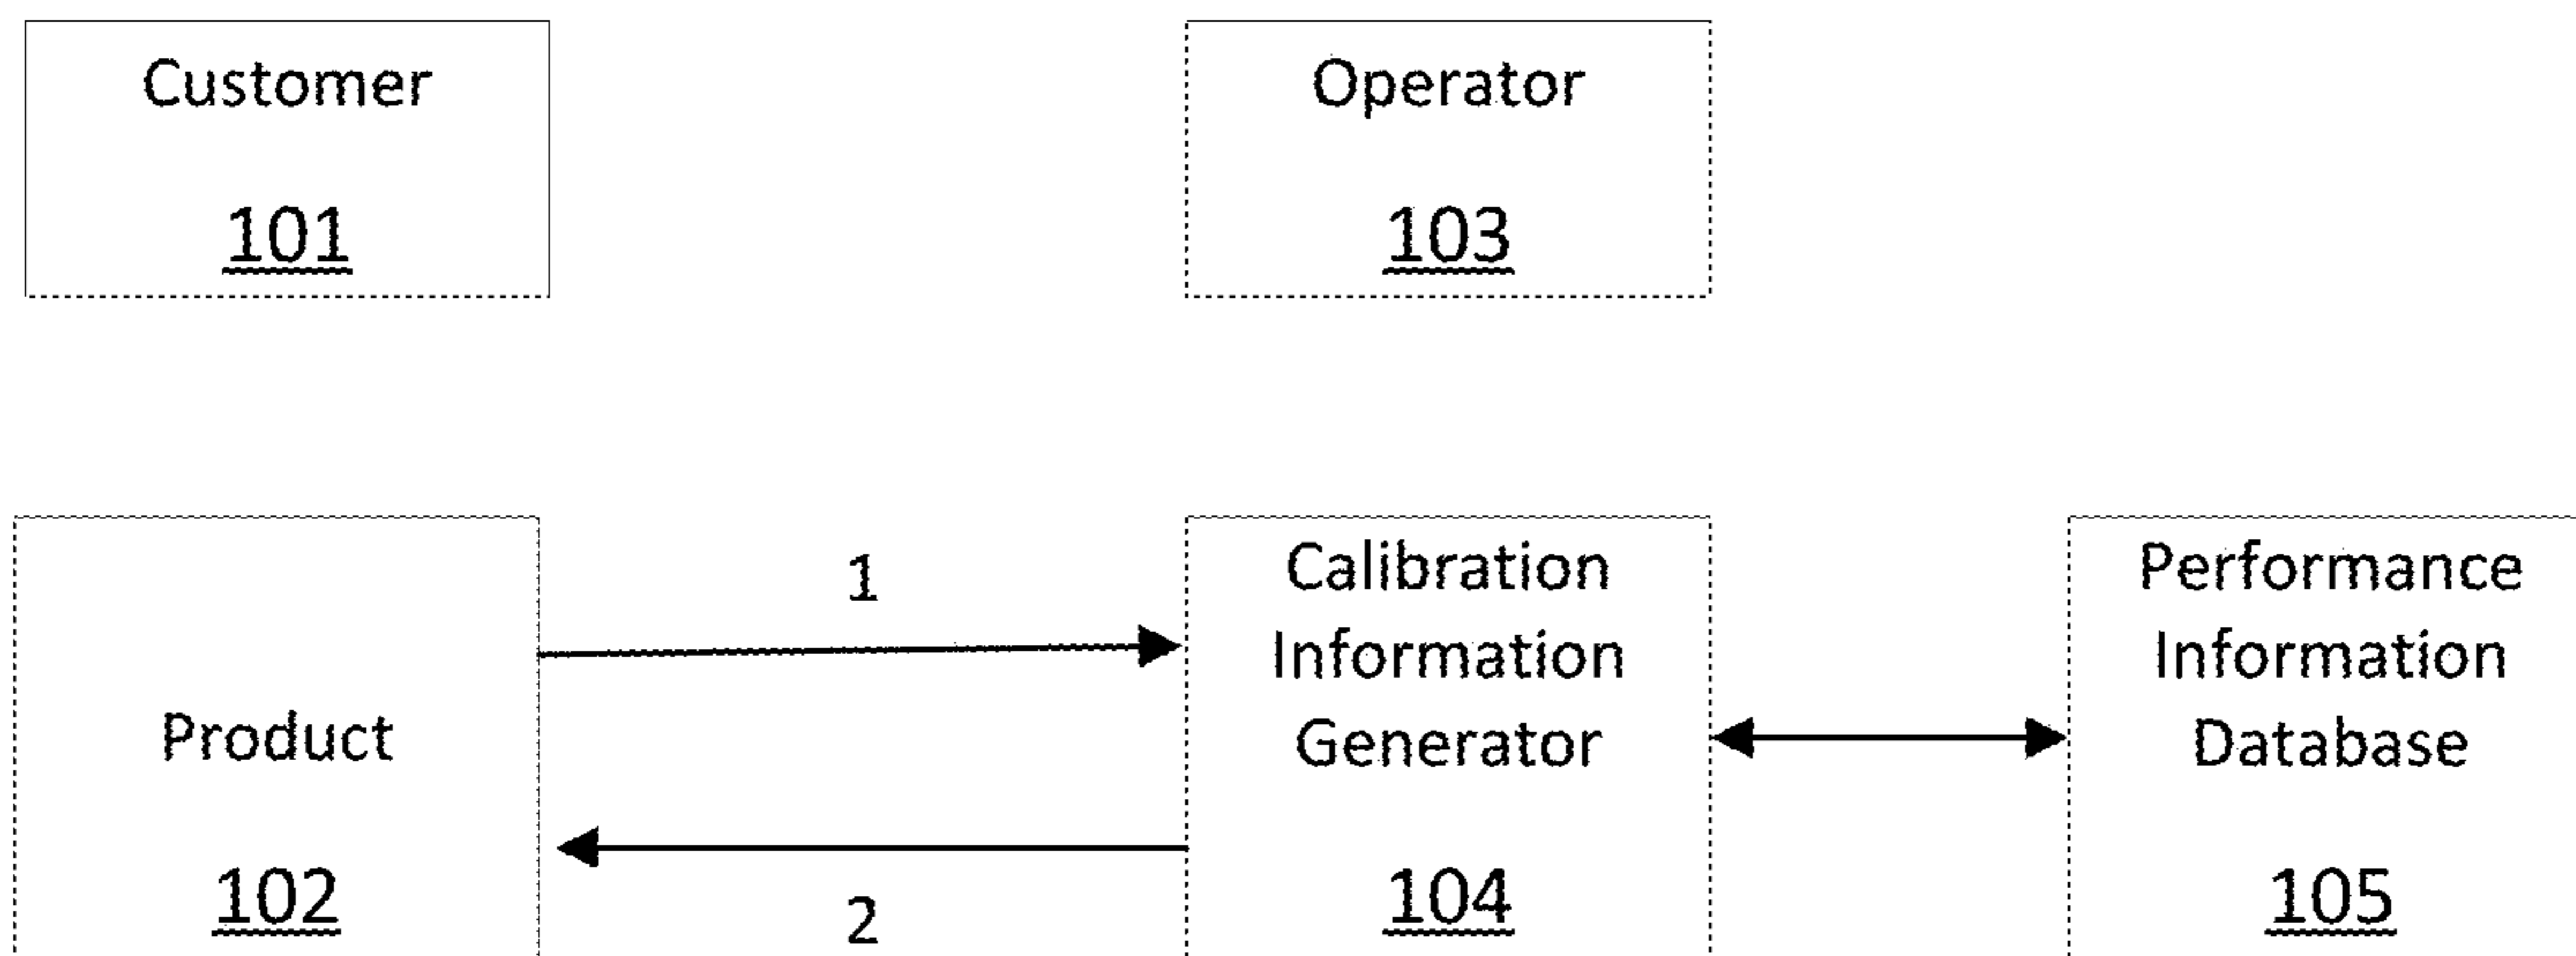 Customer
101
Operator
103
Product
102
1
2
Calibration
Information
Generator
104
Performance
Information
Database
105